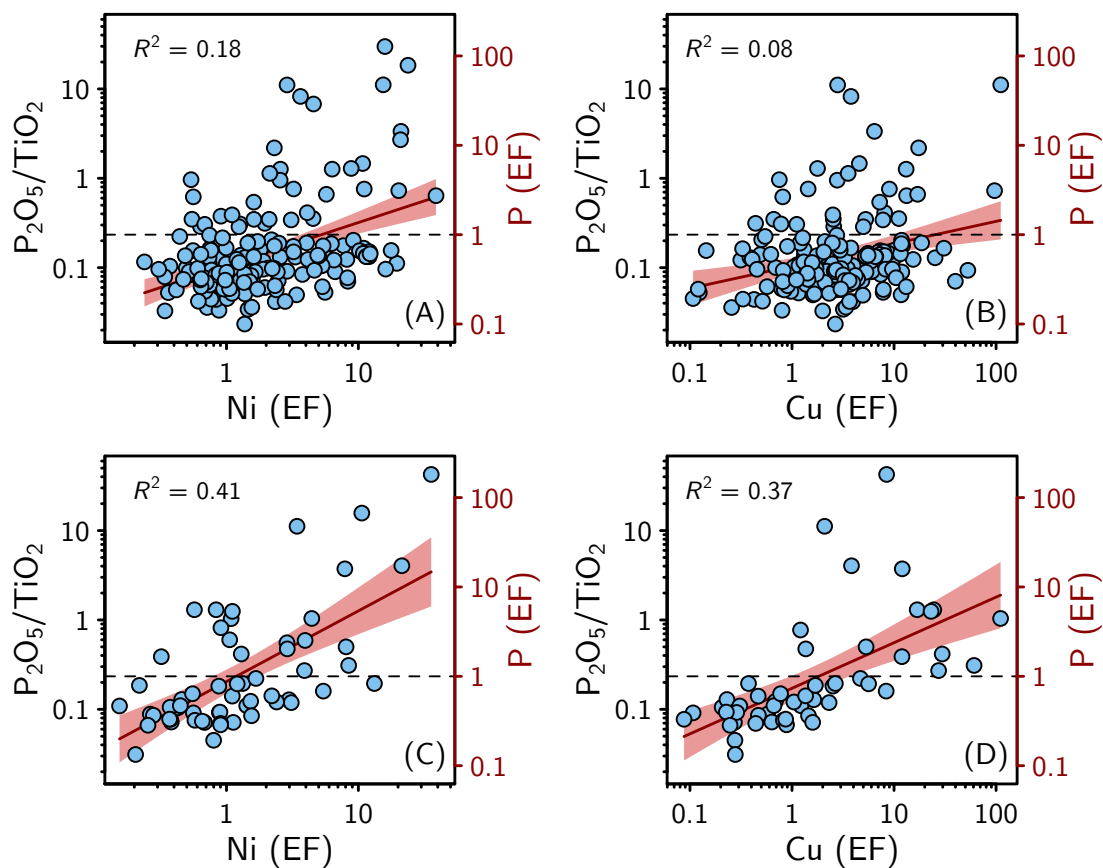 R² = 0.18
P₂O₅/TiO₂
10
1
0.1
100
10
1
0.1
P (EF)
(A)
1
10
Ni (EF)
R² = 0.08
P₂O₅/TiO₂
10
1
0.1
100
10
1
0.1
P (EF)
(B)
0.1
1
10
100
Cu (EF)
R² = 0.41
P₂O₅/TiO₂
10
1
0.1
100
10
1
0.1
P (EF)
(C)
1
10
Ni (EF)
R² = 0.37
P₂O₅/TiO₂
10
1
0.1
100
10
1
0.1
P (EF)
(D)
0.1
1
10
100
Cu (EF)